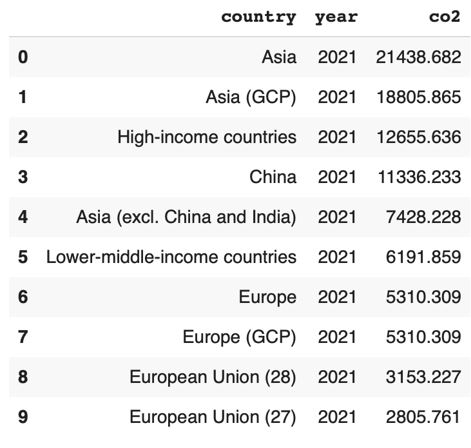 country year co2
0 Asia 2021 21438.682
1 Asia (GCP) 2021 18805.865
2 High-income countries 2021 12655.636
3 China 2021 11336.233
4 Asia (excl. China and India) 2021 7428.228
5 Lower-middle-income countries 2021 6191.859
6 Europe 2021 5310.309
7 Europe (GCP) 2021 5310.309
8 European Union (28) 2021 3153.227
9 European Union (27) 2021 2805.761